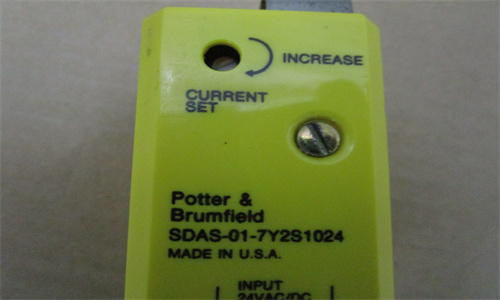 INCREASE
CURRENT
SET
Potter &
Brumfield
SDAS-01-7Y2S1024
MADE IN U.S.A.
INPUT
24VAC/DC